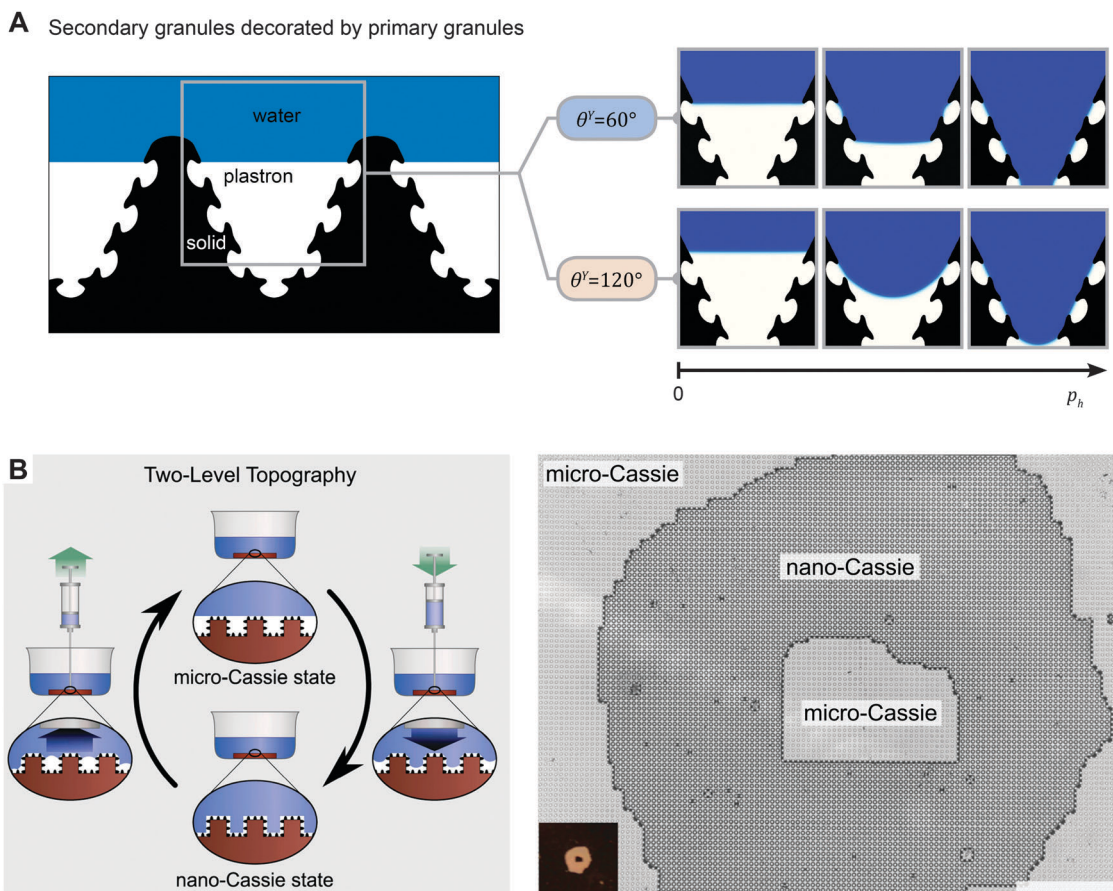 A Secondary granules decorated by primary granules
water
plastron
solid
θ^Y=60°
θ^Y=120°
0
p_h
B
Two-Level Topography
micro-Cassie state
nano-Cassie state
micro-Cassie
nano-Cassie
micro-Cassie